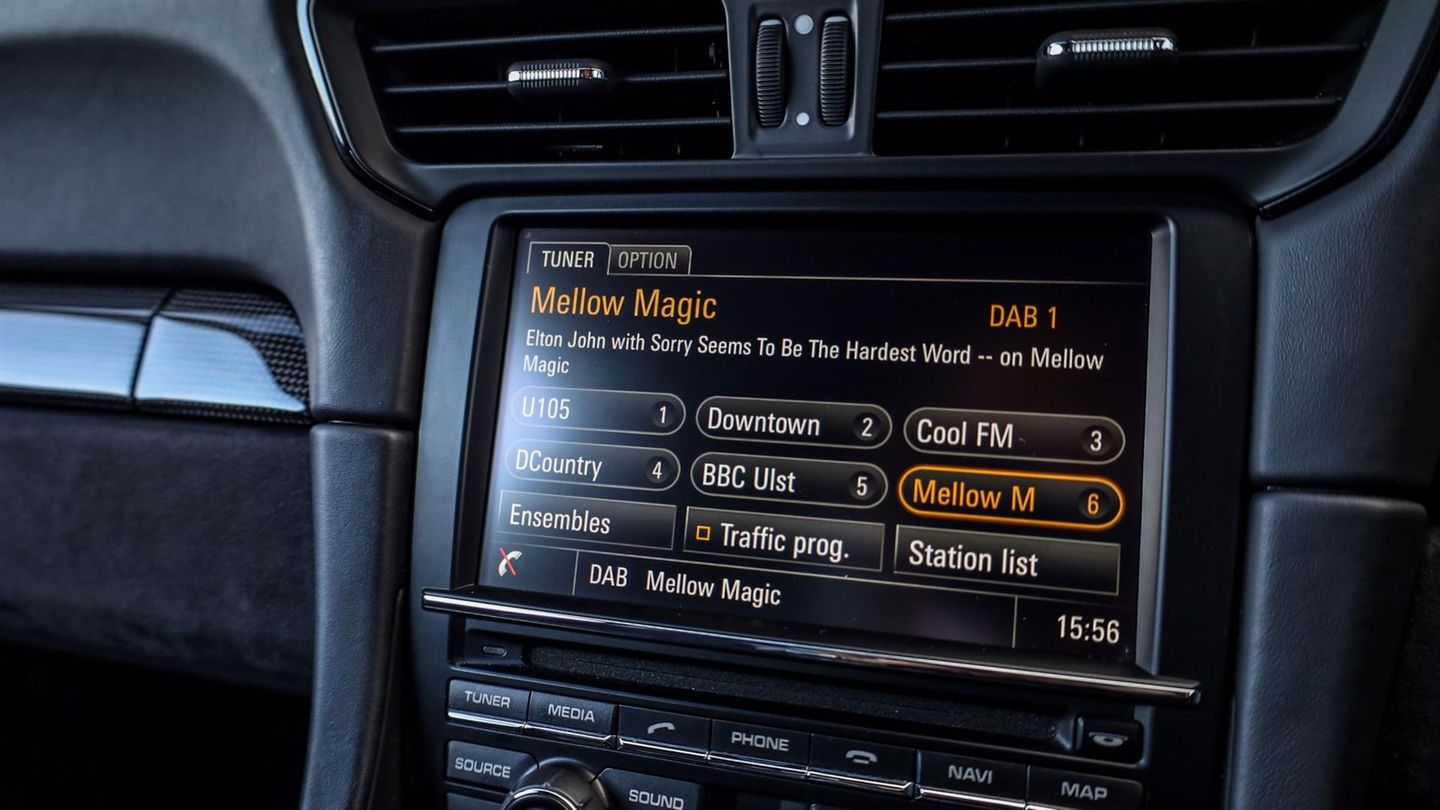 TUNER OPTION
Mellow Magic DAB 1
Elton John with Sorry Seems To Be The Hardest Word -- on Mellow
Magic
U105 1 Downtown 2 Cool FM 3
DCountry 4 BBC Ulst 5 Mellow M 6
Ensembles Traffic prog. Station list
DAB Mellow Magic 15:56
TUNER MEDIA PHONE NAVI MAP
SOURCE SOUND